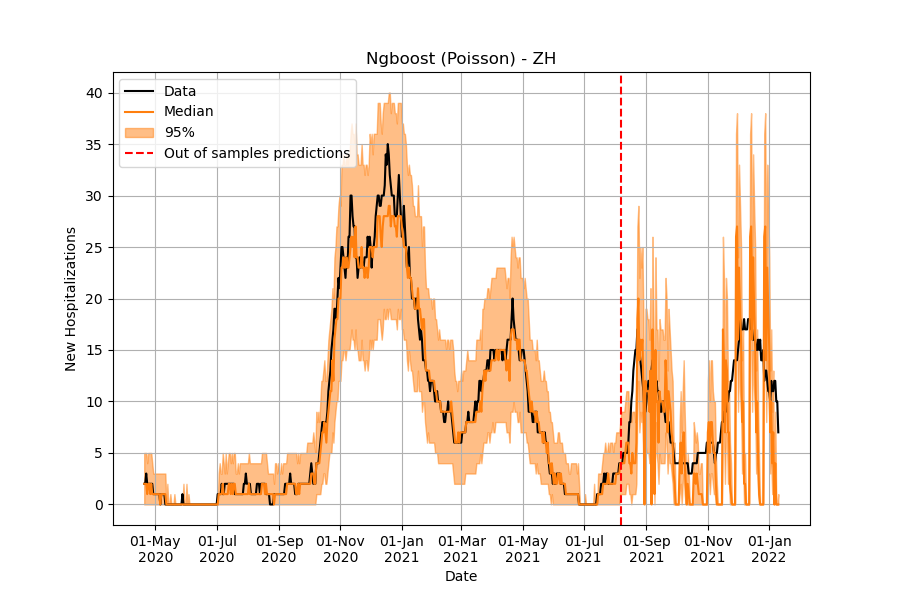 Ngboost (Poisson) - ZH
Data
Median
95%
Out of samples predictions
New Hospitalizations
40
35
30
25
20
15
10
5
0
01-May 01-Jul 01-Sep 01-Nov 01-Jan 01-Mar 01-May 01-Jul 01-Sep 01-Nov 01-Jan
2020 2020 2020 2020 2021 2021 2021 2021 2021 2021 2022
Date